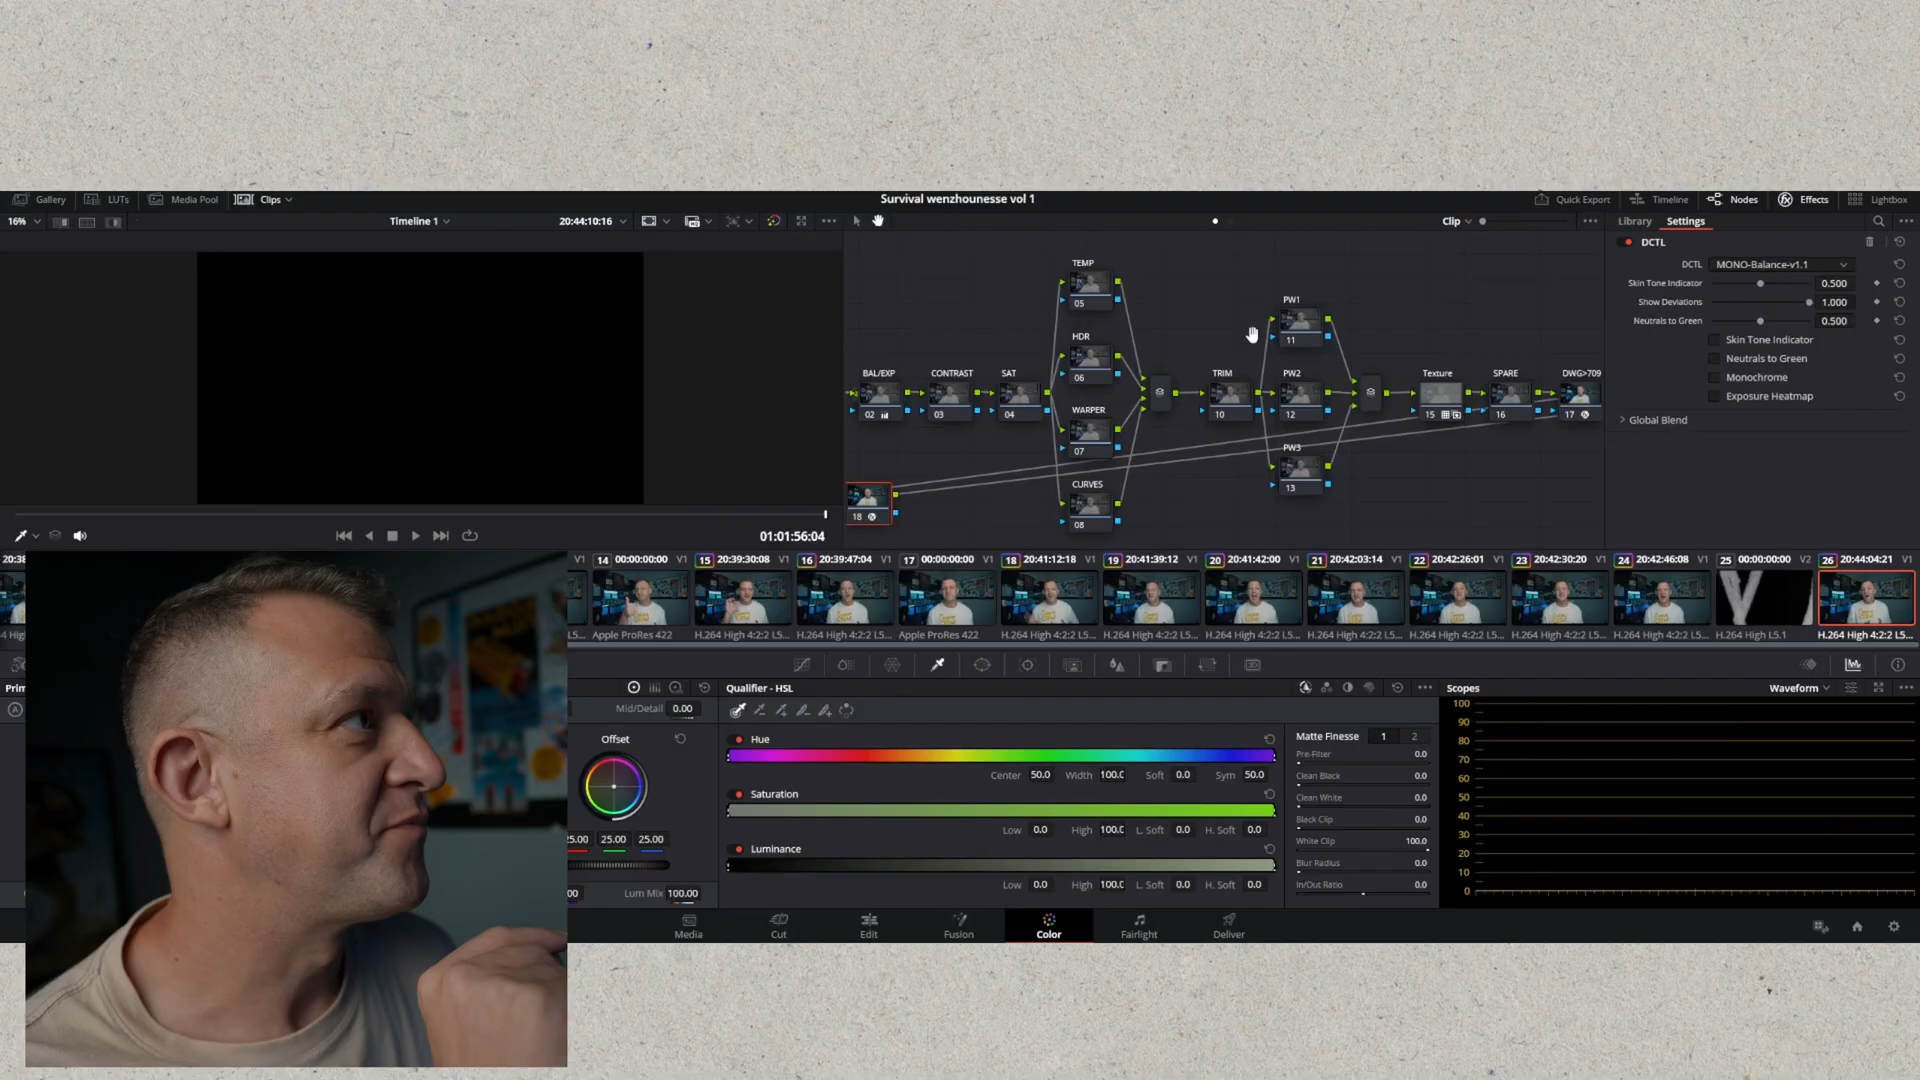 Gallery LUTs Media Pool Clips Survival wenzhounesse vol 1 Quick Export Timeline Nodes Effects Lightbox
16% Timeline 1 20:44:10:16 Clip Library Settings
DCTL
DCTL MONO-Balance-v1.1
Skin Tone Indicator 0.500
Show Deviations 1.000
Neutrals to Green 0.500
Skin Tone Indicator
Neutrals to Green
Monochrome
Exposure Heatmap
Global Blend
TEMP
05
HDR
06
WARPER
07
CURVES
08
BAL/EXP CONTRAST SAT
02 03 04
TRIM
10
PW1
11
PW2
12
PW3
13
Texture SPARE DWG>709
15 16 17
18
01:01:56:04
20:38 14 00:00:00:00 V1 15 20:39:30:08 V1 16 20:39:47:04 V1 17 00:00:00:00 V1 18 20:41:12:18 V1 19 20:41:39:12 V1 20 20:41:42:00 V1 21 20:42:03:14 V1 22 20:42:26:01 V1 23 20:42:30:20 V1 24 20:42:46:08 V1 25 00:00:00:00 V2 26 20:44:04:21 V1
Apple ProRes 422 H.264 High 4:2:2 L5... H.264 High 4:2:2 L5... Apple ProRes 422 H.264 High 4:2:2 L5... H.264 High 4:2:2 L5... H.264 High 4:2:2 L5... H.264 High 4:2:2 L5... H.264 High 4:2:2 L5... H.264 High 4:2:2 L5... H.264 High 4:2:2 L5... H.264 High L5.1 H.264 High 4:2:2 L5...
Prim
A
Mid/Detail 0.00
Offset
25.00 25.00 25.00
Lum Mix 100.00
Qualifier - HSL
Hue
Center 50.0 Width 100.0 Soft 0.0 Sym 50.0
Saturation
Low 0.0 High 100.0 L. Soft 0.0 H. Soft 0.0
Luminance
Low 0.0 High 100.0 L. Soft 0.0 H. Soft 0.0
Matte Finesse 1 2
Pre-Filter 0.0
Clean Black 0.0
Clean White 0.0
Black Clip 0.0
White Clip 100.0
Blur Radius 0.0
In/Out Ratio 0.0
Scopes Waveform
100
90
80
70
60
50
40
30
20
10
0
Media Cut Edit Fusion Color Fairlight Deliver